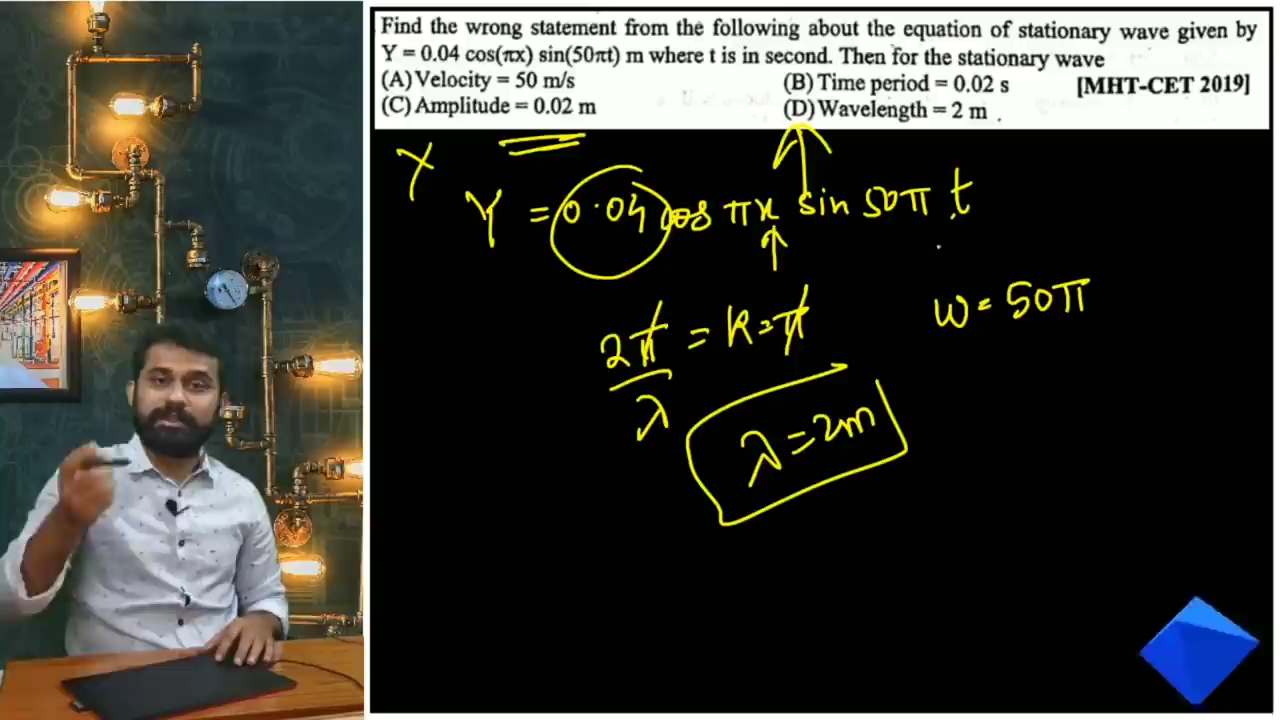 Find the wrong statement from the following about the equation of stationary wave given by
Y = 0.04 cos(πx) sin(50πt) m where t is in second. Then for the stationary wave
(A) Velocity = 50 m/s (B) Time period = 0.02 s [MHT-CET 2019]
(C) Amplitude = 0.02 m (D) Wavelength = 2 m .
Y = 0.04 cos πx sin 50π t
2π/λ = K = π
ω = 50π
λ = 2m